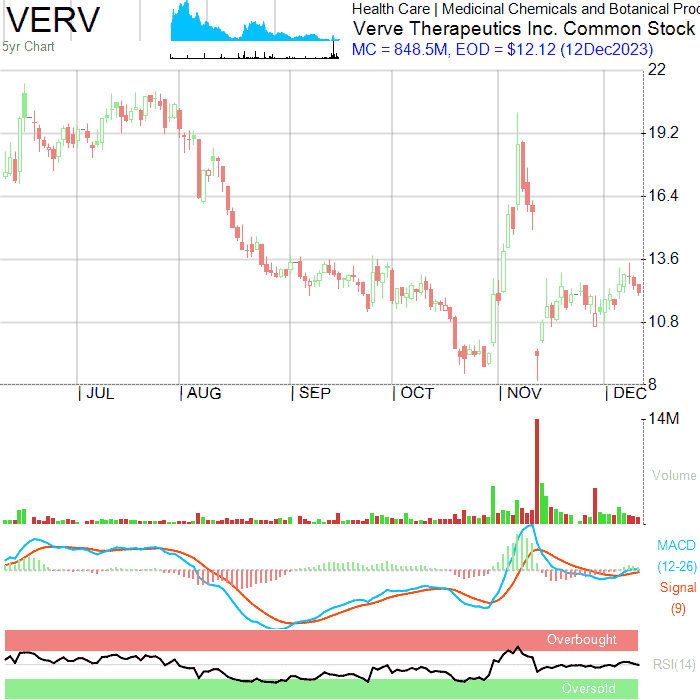 VERV
5yr Chart
Health Care | Medicinal Chemicals and Botanical Pro
Verve Therapeutics Inc. Common Stock
MC = 848.5M, EOD = $12.12 (12Dec2023)
22
19.2
16.4
13.6
10.8
8
| JUL | AUG | SEP | OCT | NOV | DEC
14M
Volume
MACD
(12-26)
Signal
(9)
Overbought
RSI(14)
Oversold